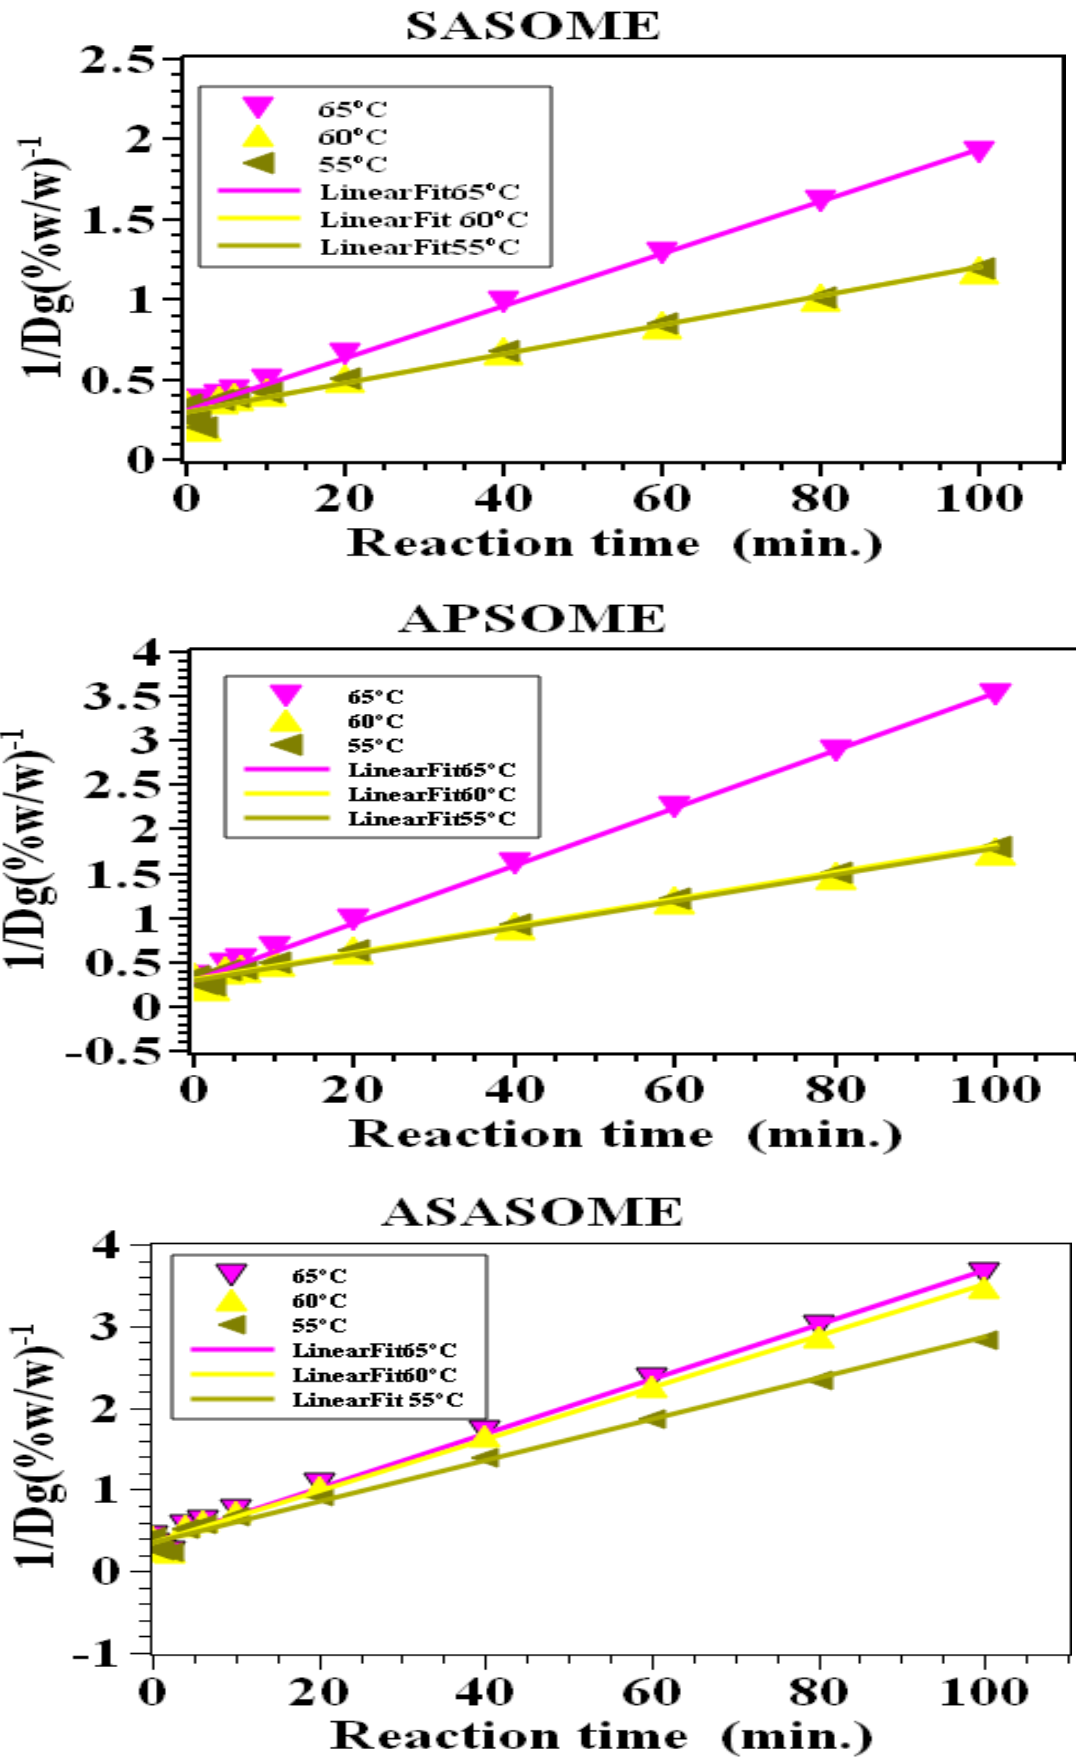 SASOME
2.5
2
1.5
1
0.5
0
1/Dg(%w/w)-1
65°C
60°C
55°C
LinearFit65°C
LinearFit 60°C
LinearFit55°C
0 20 40 60 80 100
Reaction time (min.)
APSOME
4
3.5
3
2.5
2
1.5
1
0.5
0
-0.5
1/Dg(%w/w)-1
65°C
60°C
55°C
LinearFit65°C
LinearFit60°C
LinearFit55°C
0 20 40 60 80 100
Reaction time (min.)
ASASOME
4
3
2
1
0
-1
1/Dg(%w/w)-1
65°C
60°C
55°C
LinearFit65°C
LinearFit60°C
LinearFit 55°C
0 20 40 60 80 100
Reaction time (min.)